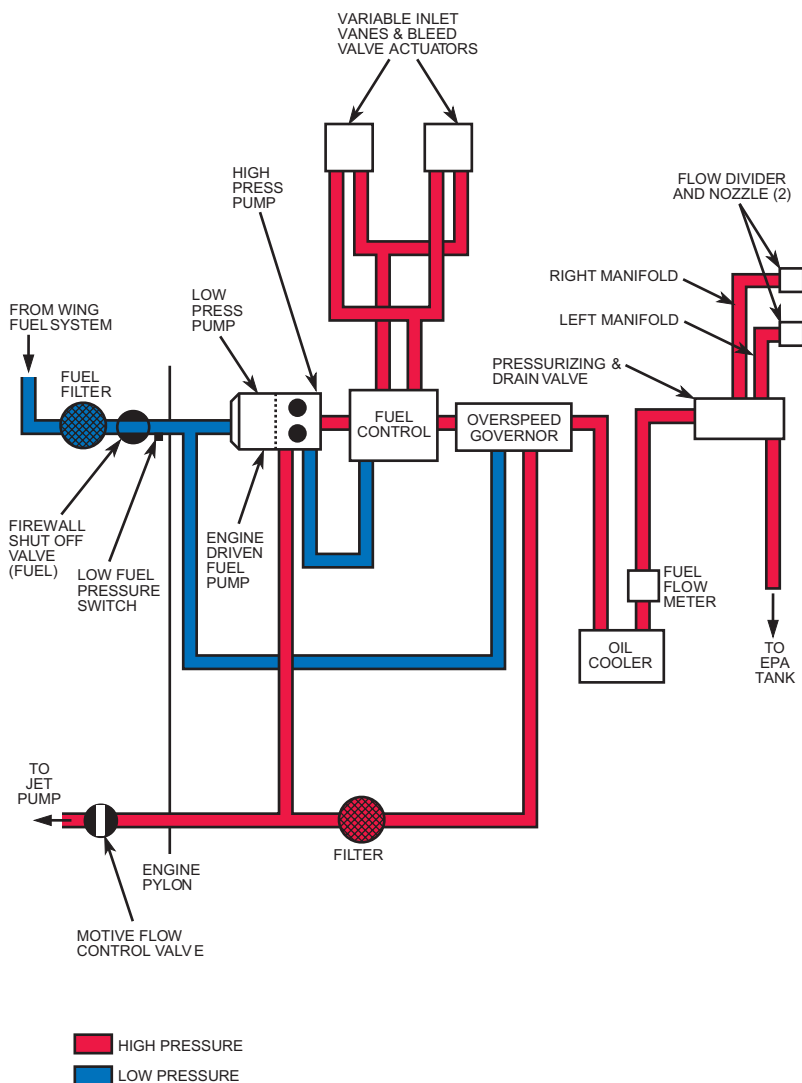 VARIABLE INLET
VANES & BLEED
VALVE ACTUATORS
HIGH
PRESS
PUMP
FLOW DIVIDER
AND NOZZLE (2)
RIGHT MANIFOLD
LEFT MANIFOLD
PRESSURIZING &
DRAIN VALVE
FROM WING
FUEL SYSTEM
LOW
PRESS
PUMP
FUEL
FILTER
FUEL
CONTROL
OVERSPEED
GOVERNOR
FIREWALL
SHUT OFF
VALVE
(FUEL)
LOW FUEL
PRESSURE
SWITCH
ENGINE
DRIVEN
FUEL
PUMP
FUEL
FLOW
METER
OIL
COOLER
TO
EPA
TANK
TO
JET
PUMP
FILTER
ENGINE
PYLON
MOTIVE FLOW
CONTROL VALVE
HIGH PRESSURE
LOW PRESSURE